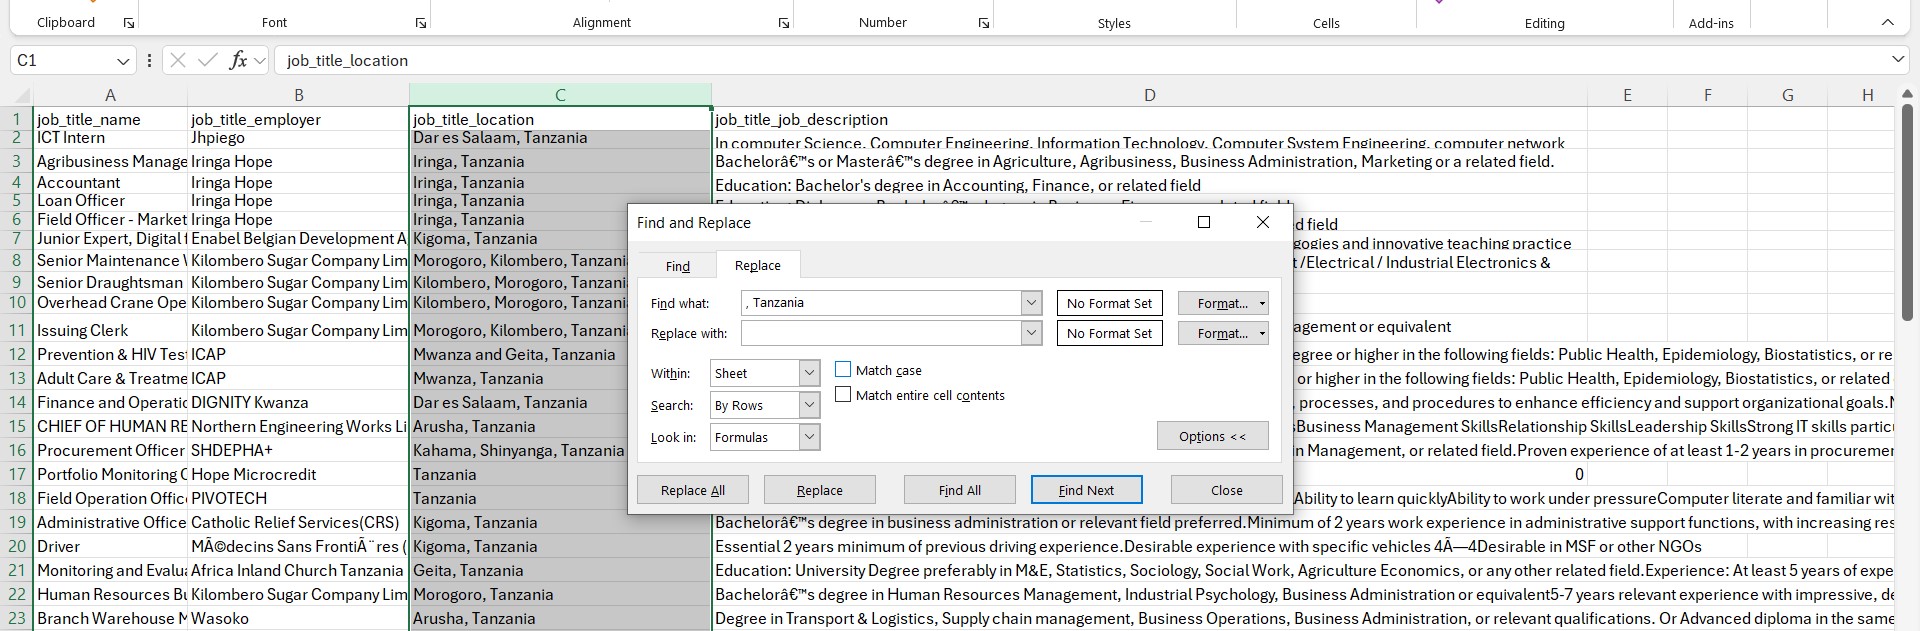 Clipboard Font Alignment Number Styles Cells Editing Add-ins
C1 fx job_title_location
A B C D E F G H
1 job_title_name job_title_employer job_title_location job_title_job_description
2 ICT Intern Jhpiego Dar es Salaam, Tanzania In computer Science, Computer Engineering, Information Technology, Computer System Engineering, computer network
3 Agribusiness Manage Iringa Hope Iringa, Tanzania Bachelorâ€™s or Masterâ€™s degree in Agriculture, Agribusiness, Business Administration, Marketing or a related field.
4 Accountant Iringa Hope Iringa, Tanzania Education: Bachelor's degree in Accounting, Finance, or related field
5 Loan Officer Iringa Hope Iringa, Tanzania
6 Field Officer - Market Iringa Hope Iringa, Tanzania d field
7 Junior Expert, Digital f Enabel Belgian Development A Kigoma, Tanzania gogies and innovative teaching practice
8 Senior Maintenance Kilombero Sugar Company Lim Morogoro, Kilombero, Tanzani t /Electrical / Industrial Electronics &
9 Senior Draughtsman Kilombero Sugar Company Lim Kilombero, Morogoro, Tanzani
10 Overhead Crane Ope Kilombero Sugar Company Lim Kilombero, Morogoro, Tanzani
11 Issuing Clerk Kilombero Sugar Company Lim Morogoro, Kilombero, Tanzani agement or equivalent
12 Prevention & HIV Test ICAP Mwanza and Geita, Tanzania egree or higher in the following fields: Public Health, Epidemiology, Biostatistics, or re
13 Adult Care & Treatme ICAP Mwanza, Tanzania or higher in the following fields: Public Health, Epidemiology, Biostatistics, or related
14 Finance and Operatic DIGNITY Kwanza Dar es Salaam, Tanzania , processes, and procedures to enhance efficiency and support organizational goals.
15 CHIEF OF HUMAN RE Northern Engineering Works Li Arusha, Tanzania sBusiness Management SkillsRelationship SkillsLeadership SkillsStrong IT skills particu
16 Procurement Officer SHDEPHA+ Kahama, Shinyanga, Tanzania in Management, or related field.Proven experience of at least 1-2 years in procuremer
17 Portfolio Monitoring C Hope Microcredit Tanzania 0
18 Field Operation Offic PIVOTECH Tanzania Ability to learn quicklyAbility to work under pressureComputer literate and familiar wit
19 Administrative Office Catholic Relief Services(CRS) Kigoma, Tanzania Bachelorâ€™s degree in business administration or relevant field preferred.Minimum of 2 years work experience in administrative support functions, with increasing res
20 Driver MÃ©decins Sans FrontiÃ¨res ( Kigoma, Tanzania Essential 2 years minimum of previous driving experience.Desirable experience with specific vehicles 4Ã—4Desirable in MSF or other NGOs
21 Monitoring and Evalua Africa Inland Church Tanzania Geita, Tanzania Education: University Degree preferably in M&E, Statistics, Sociology, Social Work, Agriculture Economics, or any other related field.Experience: At least 5 years of expe
22 Human Resources Bu Kilombero Sugar Company Lim Morogoro, Tanzania Bachelorâ€™s degree in Human Resources Management, Industrial Psychology, Business Administration or equivalent5-7 years relevant experience with impressive, de
23 Branch Warehouse M Wasoko Arusha, Tanzania Degree in Transport & Logistics, Supply chain management, Business Operations, Business Administration, or relevant qualifications. Or Advanced diploma in the same
Find and Replace
Find Replace
Find what: , Tanzania No Format Set Format...
Replace with: No Format Set Format...
Within: Sheet Match case
Search: By Rows Match entire cell contents
Look in: Formulas Options <<
Replace All Replace Find All Find Next Close